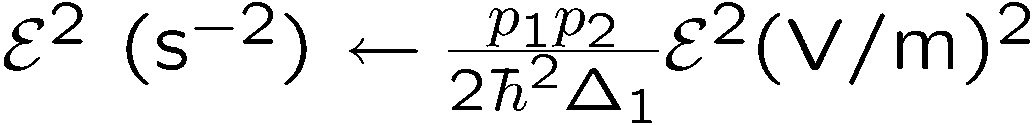 ℰ² (s⁻²) ← p₁p₂/(2ħ²Δ₁) ℰ²(V/m)²